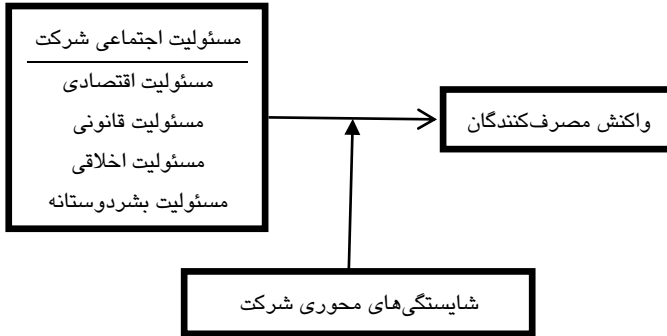 مسئولیت اجتماعی شرکت
مسئولیت اقتصادی
مسئولیت قانونی
مسئولیت اخلاقی
مسئولیت بشردوستانه
واکنش مصرف‌کنندگان
شایستگی‌های محوری شرکت